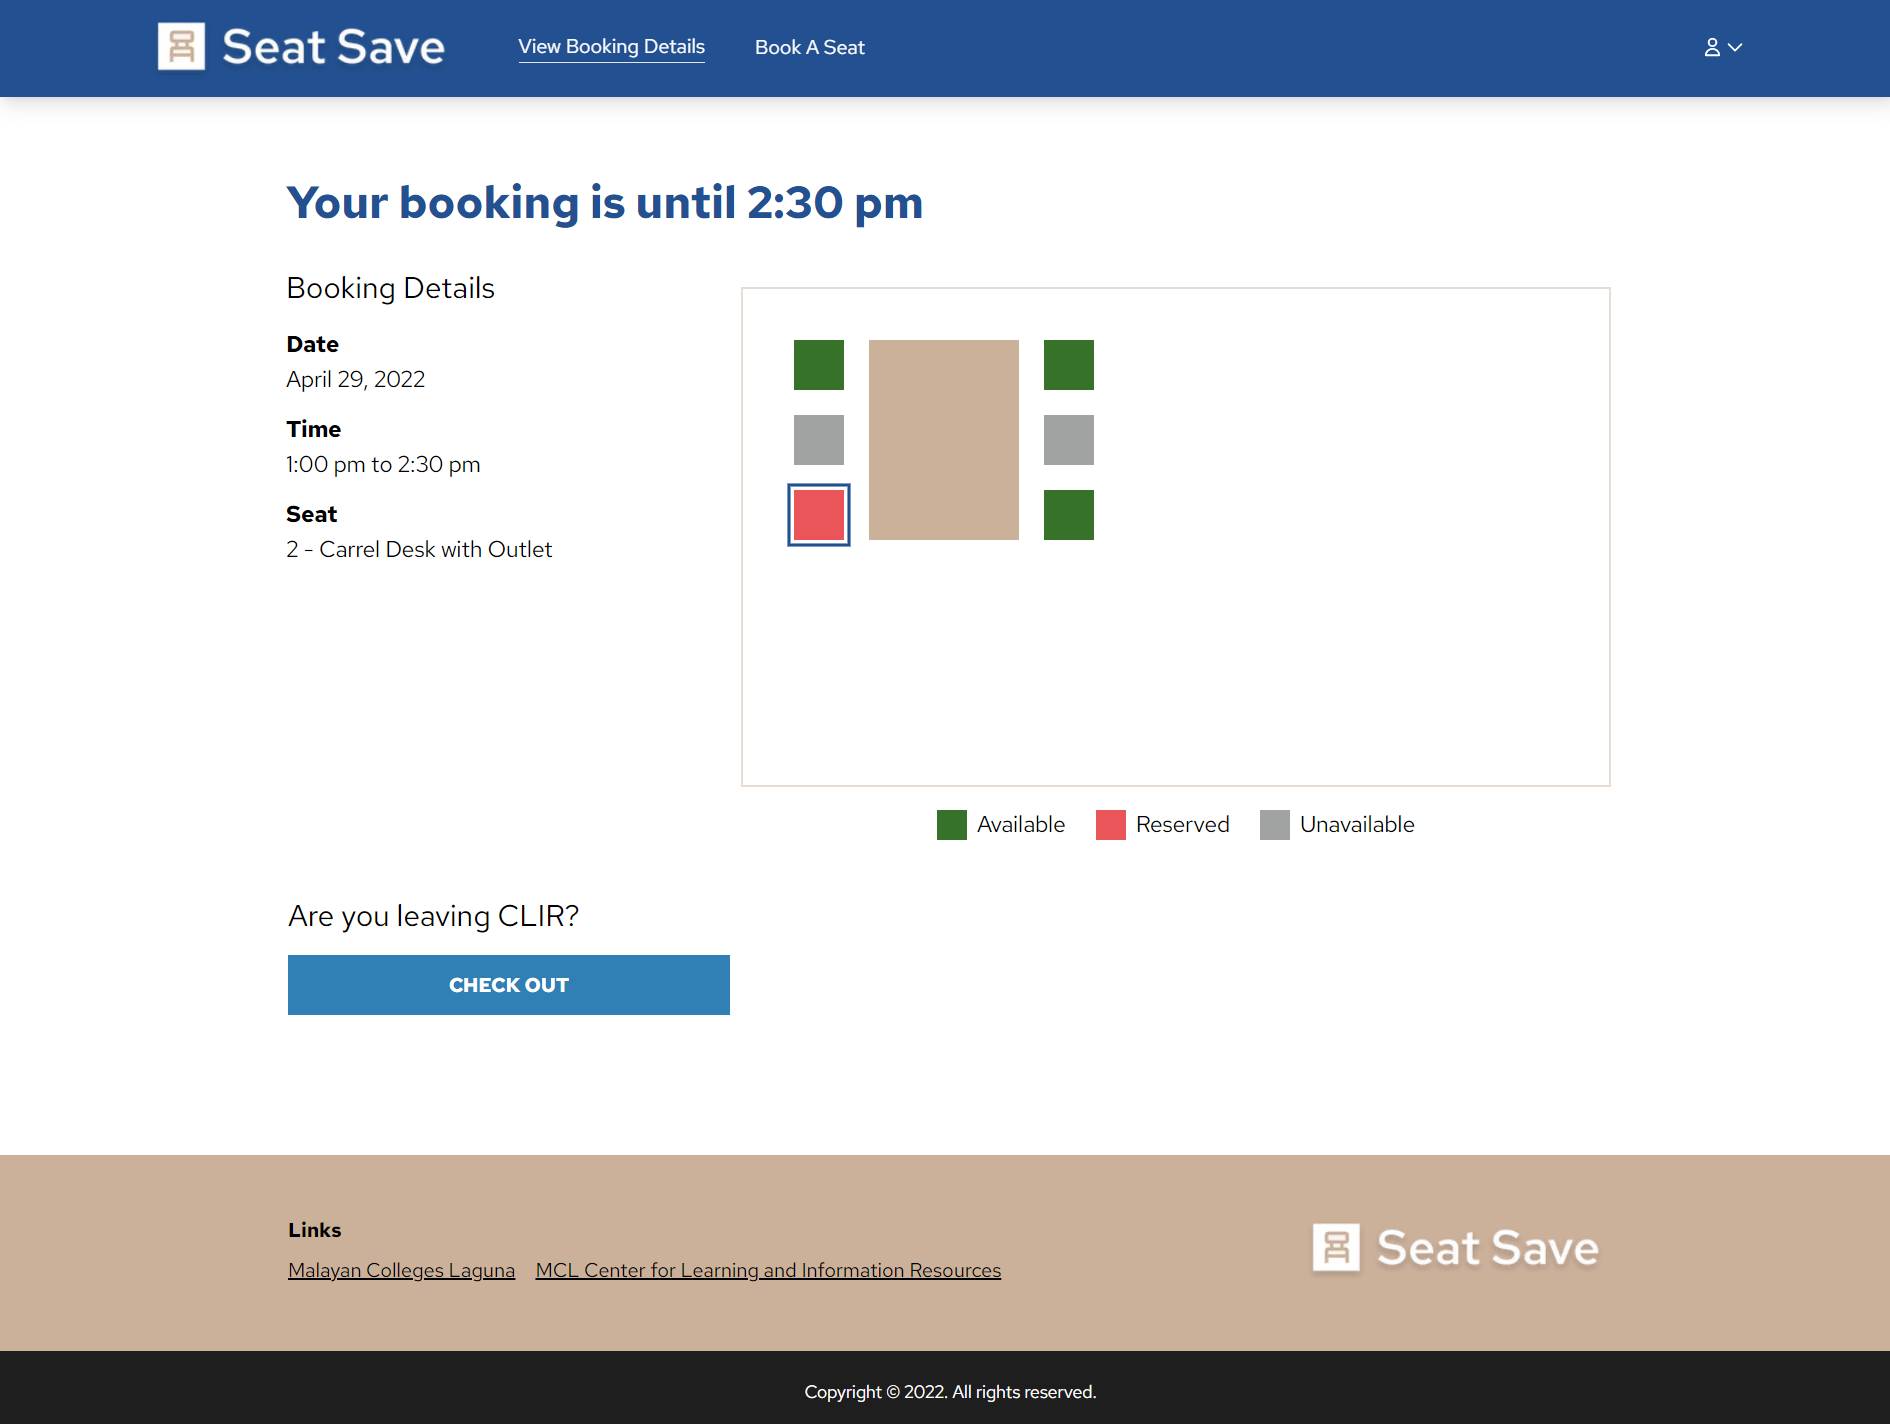 Seat Save
View Booking Details
Book A Seat
Your booking is until 2:30 pm
Booking Details
Date
April 29, 2022
Time
1:00 pm to 2:30 pm
Seat
2 - Carrel Desk with Outlet
Available
Reserved
Unavailable
Are you leaving CLIR?
CHECK OUT
Links
Malayan Colleges Laguna
MCL Center for Learning and Information Resources
Seat Save
Copyright © 2022. All rights reserved.